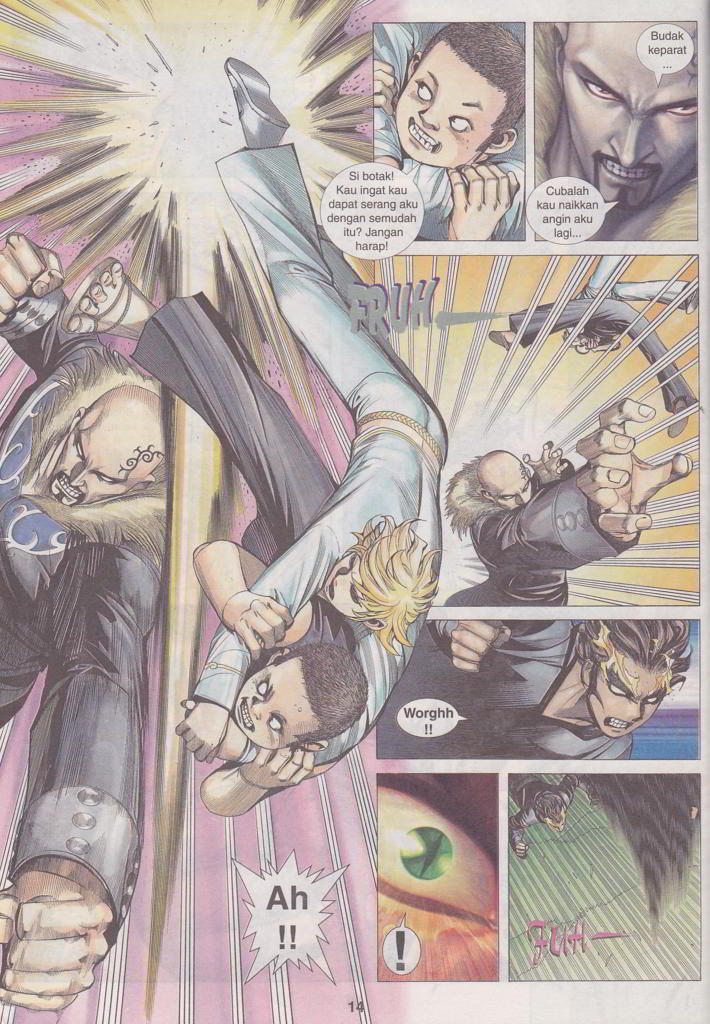 Si botak!
Kau ingat kau
dapat serang aku
dengan semudah
itu? Jangan
harap!
Budak
keparat
...
Cubalah
kau naikkan
angin aku
lagi...
FRUH
Worghh
!!
Ah
!!
!
FUH
14